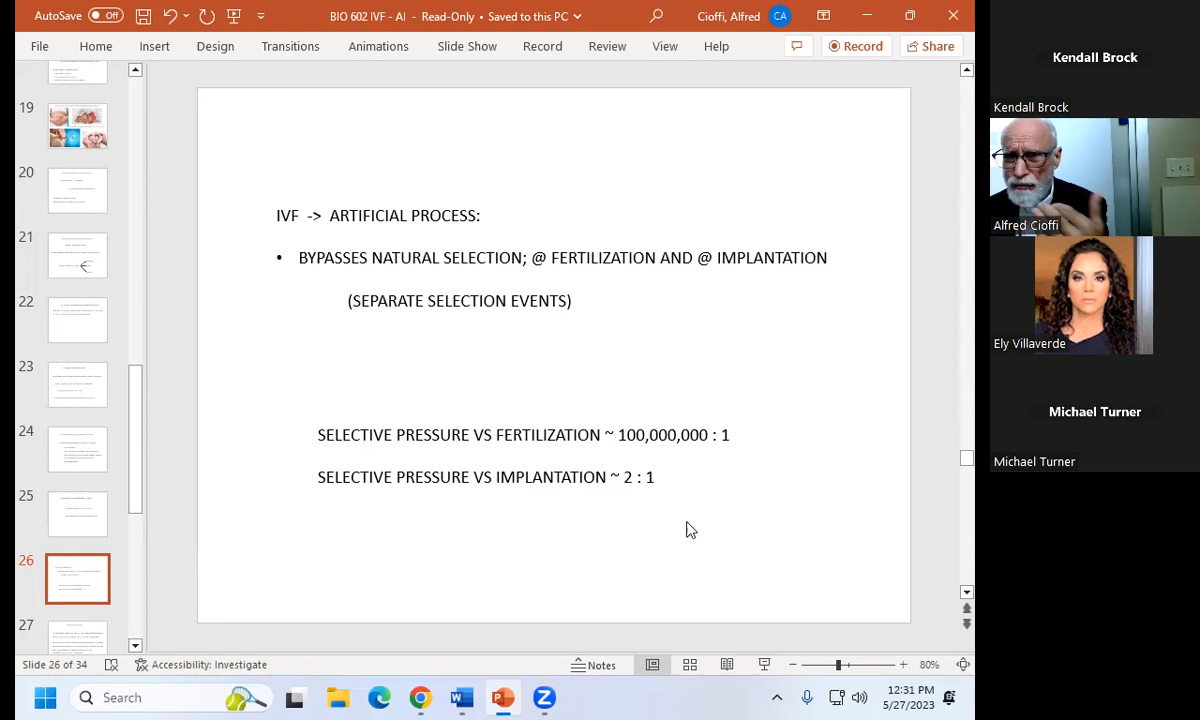 AutoSave Off
BIO 602 IVF - AI - Read-Only • Saved to this PC
Cioffi, Alfred CA
File Home Insert Design Transitions Animations Slide Show Record Review View Help
Record Share
19
20
21
22
23
24
25
26
27
IVF -> ARTIFICIAL PROCESS:
• BYPASSES NATURAL SELECTION; @ FERTILIZATION AND @ IMPLANTATION
(SEPARATE SELECTION EVENTS)
SELECTIVE PRESSURE VS FERTILIZATION ~ 100,000,000 : 1
SELECTIVE PRESSURE VS IMPLANTATION ~ 2 : 1
Slide 26 of 34 Accessibility: Investigate Notes 80%
Search
12:31 PM
5/27/2023
Kendall Brock
Kendall Brock
Alfred Cioffi
Ely Villaverde
Michael Turner
Michael Turner